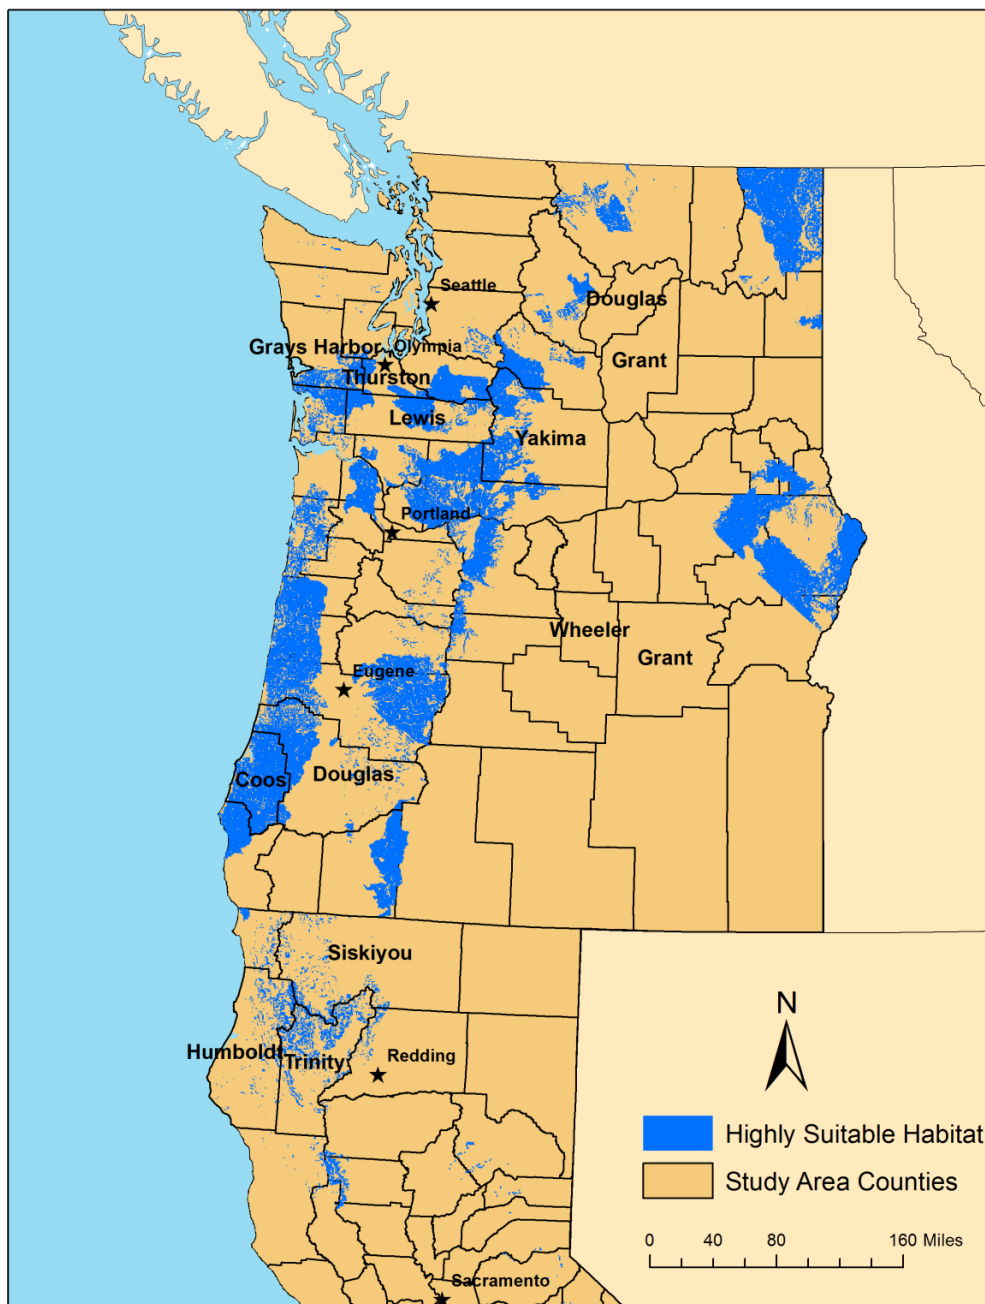 Seattle
Douglas
Grays Harbor
Olympia
Grant
Thurston
Lewis
Yakima
Portland
Wheeler
Grant
Eugene
Coos
Douglas
Siskiyou
N
Humboldt
Trinity
Redding
Highly Suitable Habitat
Study Area Counties
0 40 80 160 Miles
Sacramento